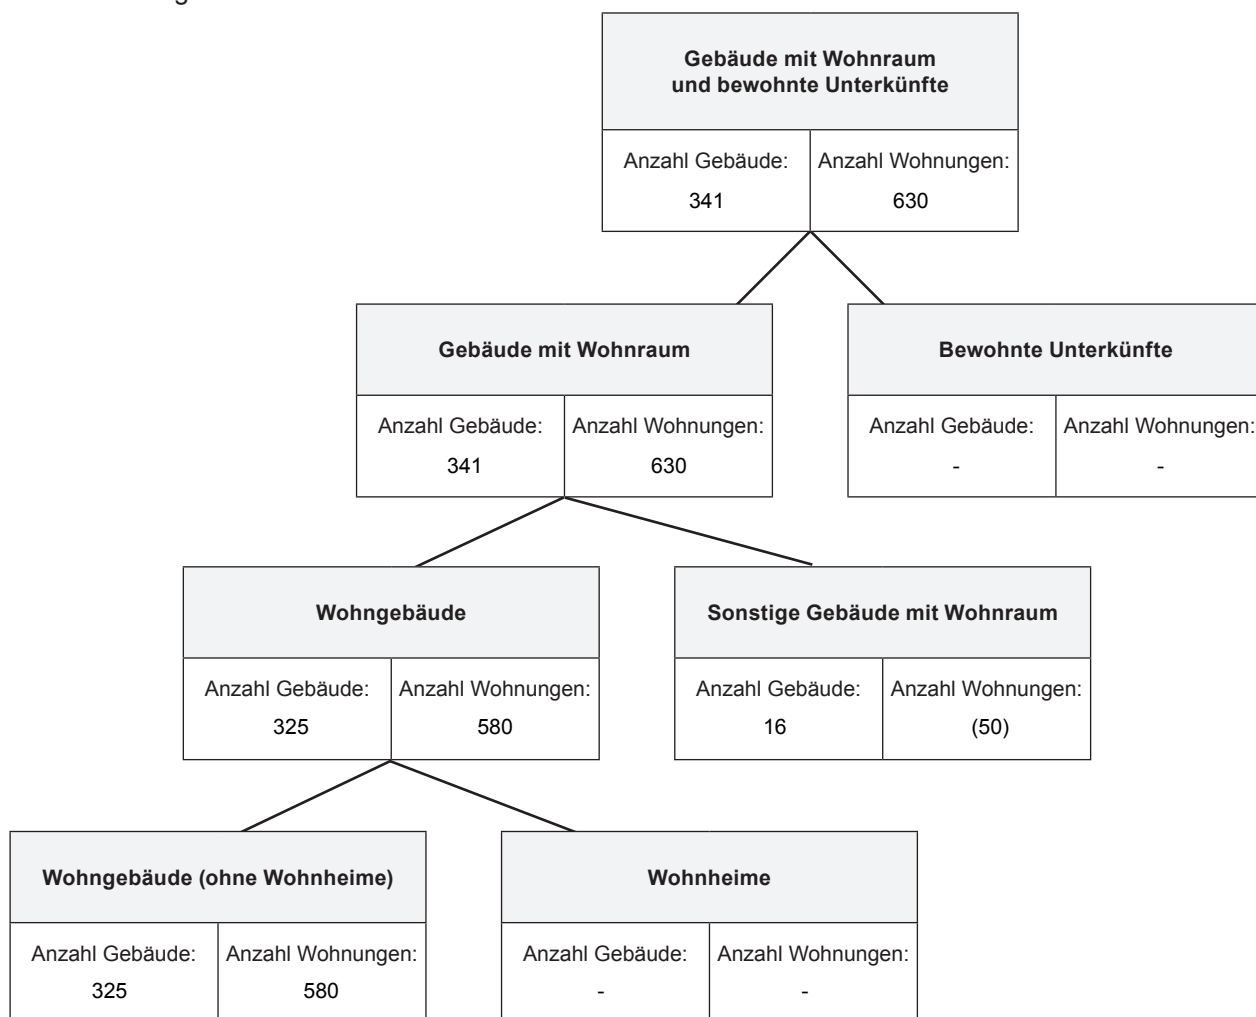 Gebäude mit Wohnraum
und bewohnte Unterkünfte
Anzahl Gebäude: Anzahl Wohnungen:
341 630
Gebäude mit Wohnraum
Anzahl Gebäude: Anzahl Wohnungen:
341 630
Bewohnte Unterkünfte
Anzahl Gebäude: Anzahl Wohnungen:
- -
Wohngebäude
Anzahl Gebäude: Anzahl Wohnungen:
325 580
Sonstige Gebäude mit Wohnraum
Anzahl Gebäude: Anzahl Wohnungen:
16 (50)
Wohngebäude (ohne Wohnheime)
Anzahl Gebäude: Anzahl Wohnungen:
325 580
Wohnheime
Anzahl Gebäude: Anzahl Wohnungen:
- -